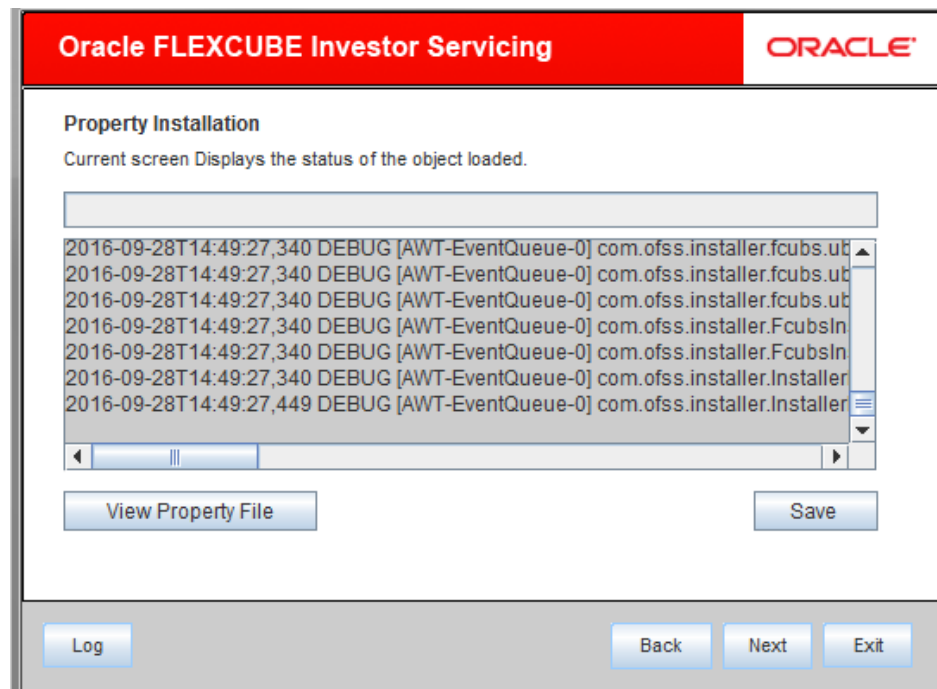 Oracle FLEXCUBE Investor Servicing
ORACLE
Property Installation
Current screen Displays the status of the object loaded.
2016-09-28T14:49:27,340 DEBUG [AWT-EventQueue-0] com.ofss.installer.fcubs.ub
2016-09-28T14:49:27,340 DEBUG [AWT-EventQueue-0] com.ofss.installer.fcubs.ub
2016-09-28T14:49:27,340 DEBUG [AWT-EventQueue-0] com.ofss.installer.fcubs.ub
2016-09-28T14:49:27,340 DEBUG [AWT-EventQueue-0] com.ofss.installer.FcubsIn
2016-09-28T14:49:27,340 DEBUG [AWT-EventQueue-0] com.ofss.installer.FcubsIn
2016-09-28T14:49:27,340 DEBUG [AWT-EventQueue-0] com.ofss.installer.Installer
2016-09-28T14:49:27,449 DEBUG [AWT-EventQueue-0] com.ofss.installer.Installer
View Property File Save
Log Back Next Exit